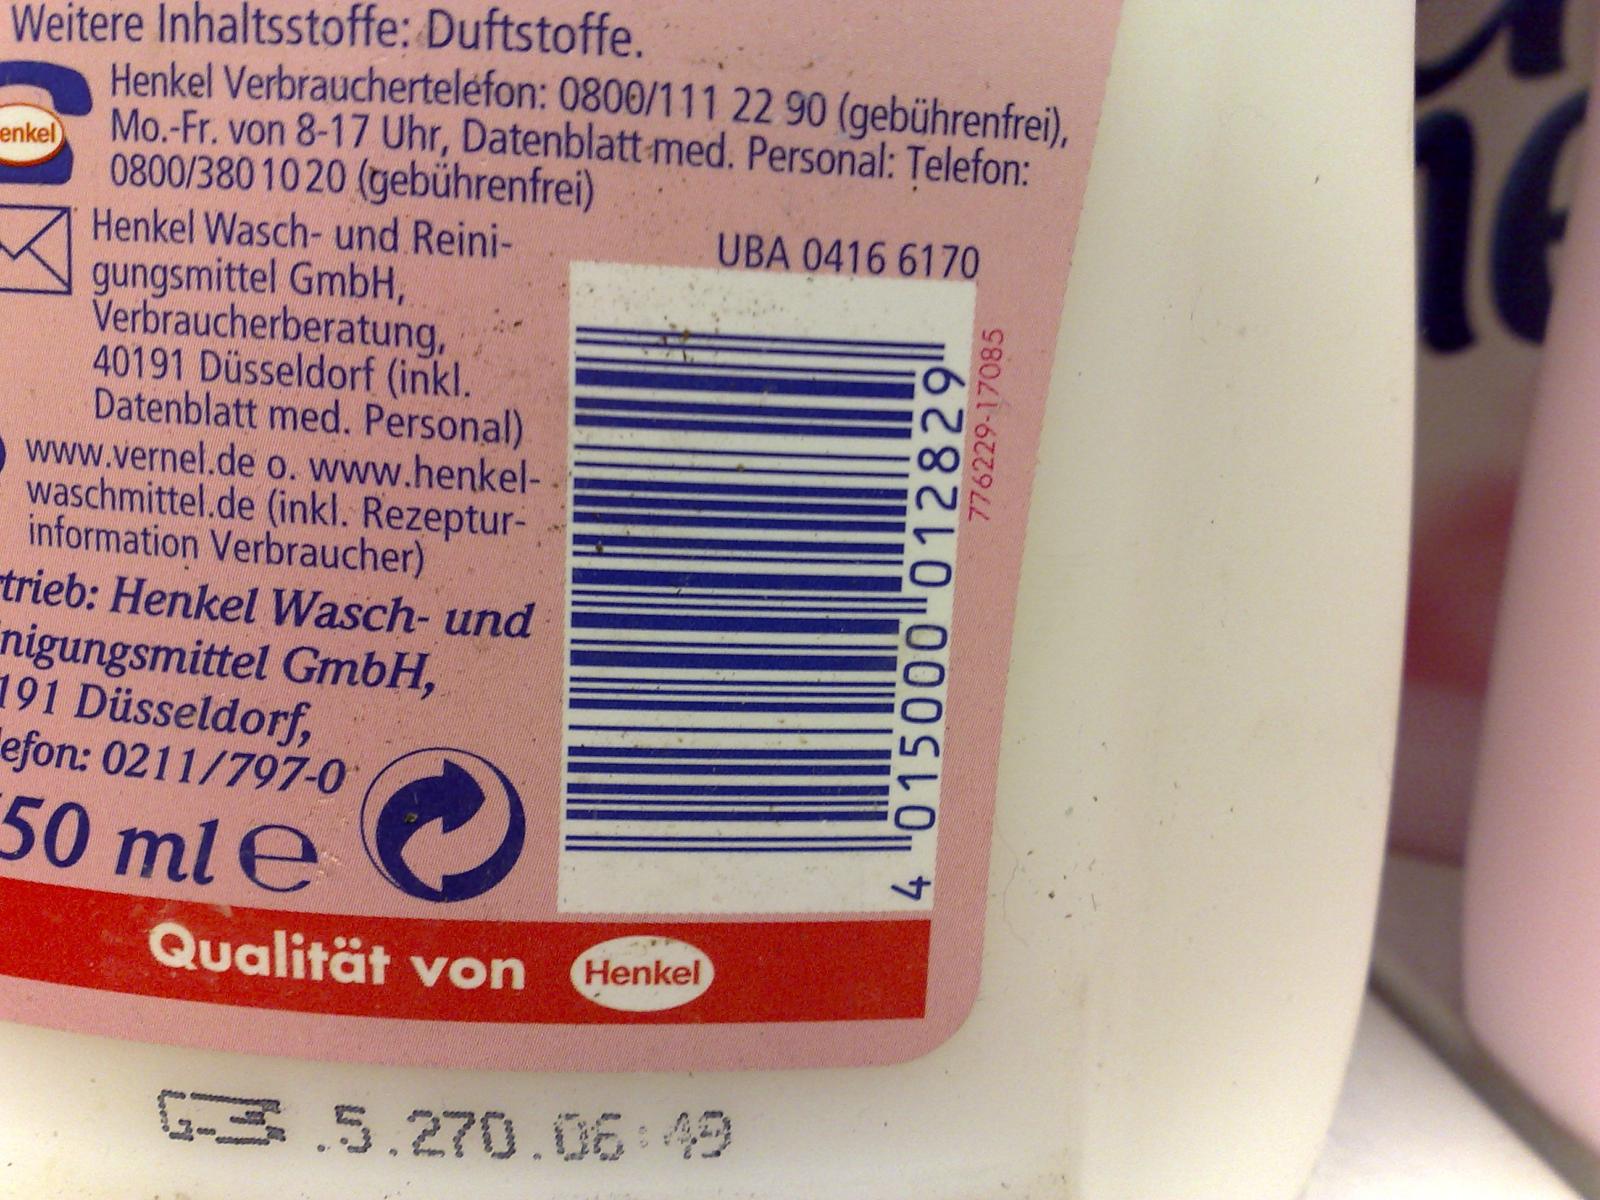 Weitere Inhaltsstoffe: Duftstoffe.
Henkel Verbrauchertelefon: 0800/111 22 90 (gebührenfrei),
Mo.-Fr. von 8-17 Uhr, Datenblatt med. Personal: Telefon:
0800/380 10 20 (gebührenfrei)
enkel
Henkel Wasch- und Reini-
gungsmittel GmbH,
Verbraucherberatung,
40191 Düsseldorf (inkl.
Datenblatt med. Personal)
www.vernel.de o. www.henkel-
waschmittel.de (inkl. Rezeptur-
information Verbraucher)
trieb: Henkel Wasch- und
nigungsmittel GmbH,
191 Düsseldorf,
efon: 0211/797-0
50 ml e
UBA 0416 6170
4 015000 012829
776229-17085
Qualität von Henkel
.5.270.06:49
ne